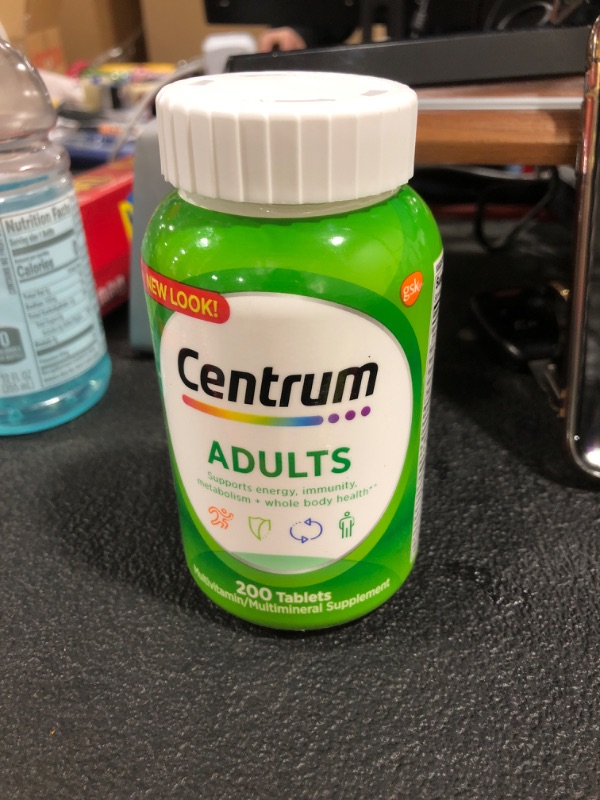 NEW LOOK!
gsk
Centrum
ADULTS
Supports energy, immunity,
metabolism + whole body health^^
200 Tablets
Multivitamin/Multimineral Supplement
Nutrition Facts
Calories